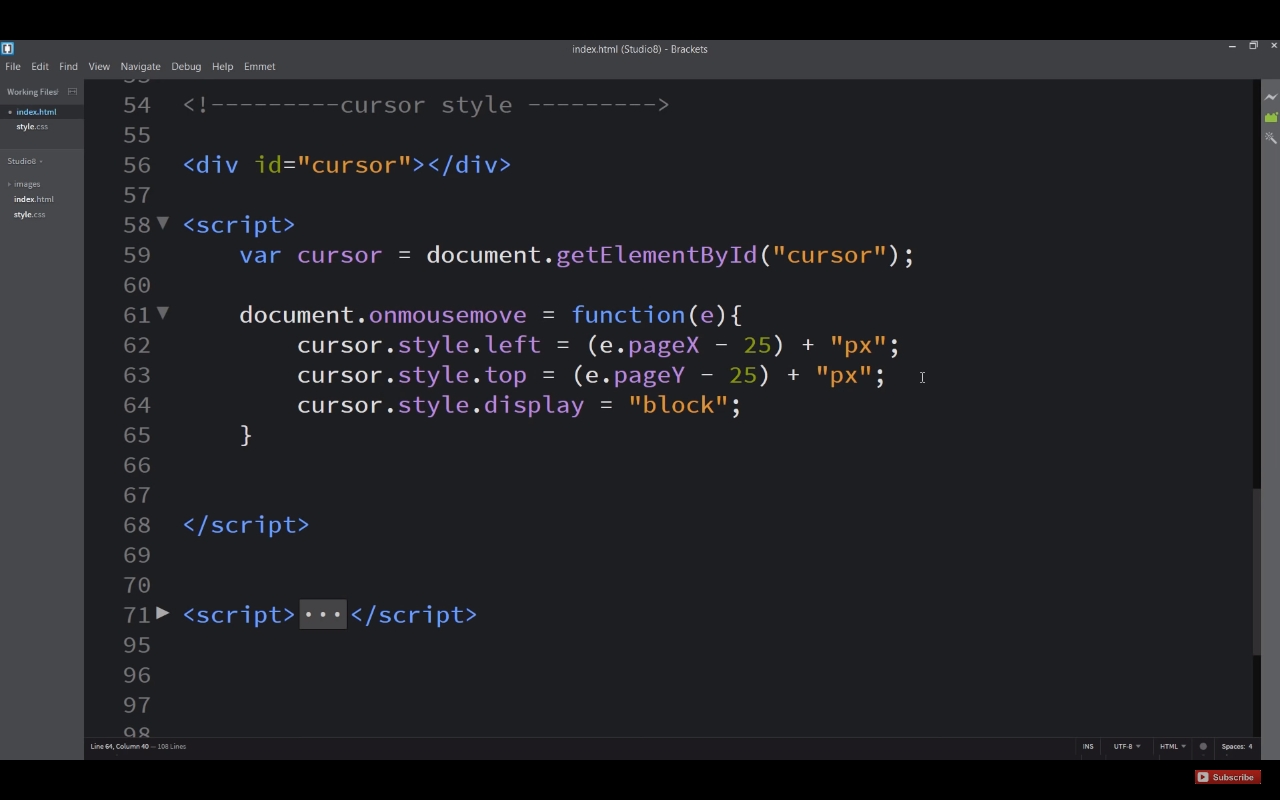 index.html (Studio8) - Brackets
File Edit Find View Navigate Debug Help Emmet
Working Files
index.html
style.css
Studio8
images
index.html
style.css
54 <!---------cursor style --------->
55
56 <div id="cursor"></div>
57
58 <script>
59     var cursor = document.getElementById("cursor");
60
61     document.onmousemove = function(e){
62         cursor.style.left = (e.pageX - 25) + "px";
63         cursor.style.top = (e.pageY - 25) + "px";
64         cursor.style.display = "block";
65     }
66
67
68 </script>
69
70
71 <script>...</script>
95
96
97
98
Line 64, Column 40 — 108 Lines
INS UTF-8 HTML Spaces: 4
Subscribe